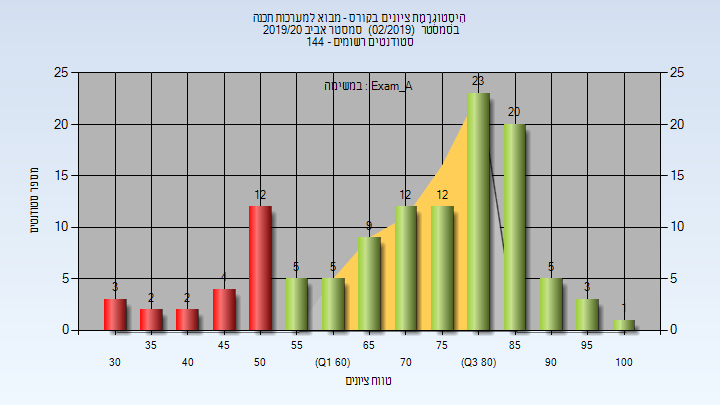 היסטוגרמת ציונים בקורס - מבוא למערכות תכנה
בסמסטר (02/2019) סמסטר אביב 2019/20
סטודנטים רשומים - 144
במשימה : Exam_A
מספר סטודנטים
25 20 15 10 5 0
3 2 2 4 12 5 5 9 12 12 23 20 5 3 1
25 20 15 10 5 0
35 45 55 65 75 85 95
30 40 50 (Q1 60) 70 (Q3 80) 90 100
טווח ציונים